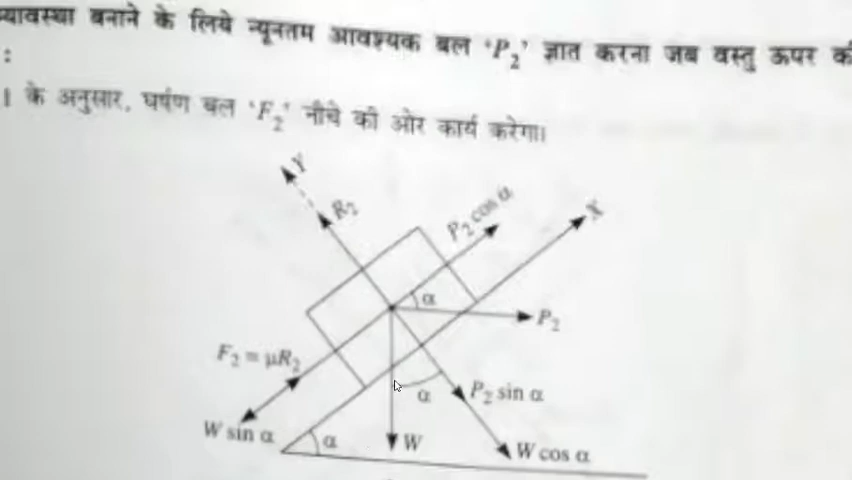 व्यावस्था बनाने के लिये न्यूनतम आवश्यक बल 'P₂' ज्ञात करना जब वस्तु ऊपर की
:
के अनुसार, घर्षण बल 'F₂' नीचे की ओर कार्य करेगा।
Y
R₂
P₂ cos α
X
α
P₂
F₂ = μR₂
α
P₂ sin α
W sin α
α
W
W cos α